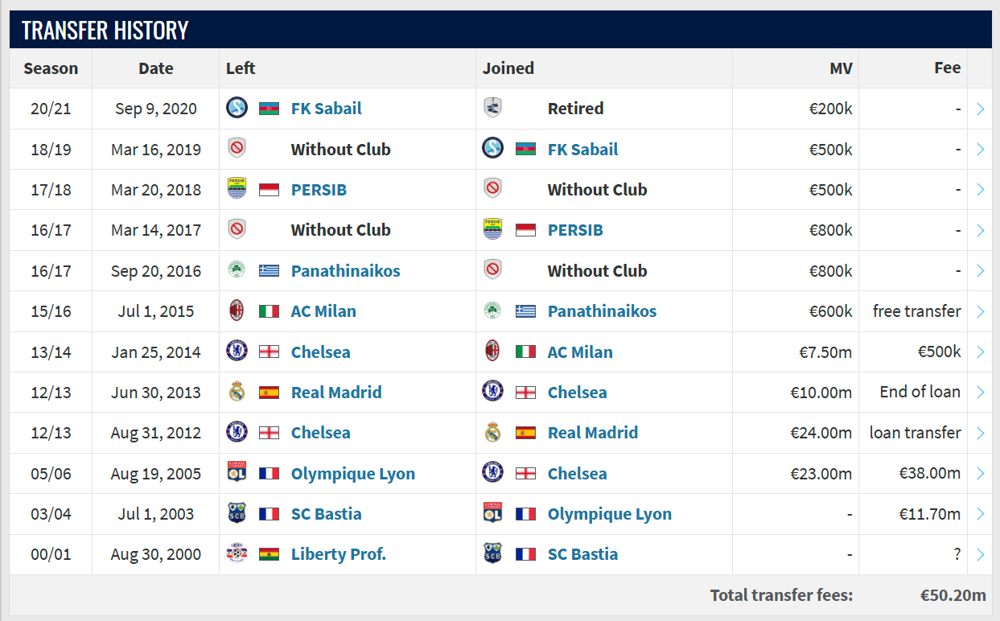 TRANSFER HISTORY
Season Date Left Joined MV Fee
20/21 Sep 9, 2020 FK Sabail Retired €200k -
18/19 Mar 16, 2019 Without Club FK Sabail €500k -
17/18 Mar 20, 2018 PERSIB PERSIB Without Club €500k -
16/17 Mar 14, 2017 Without Club PERSIB PERSIB €800k -
16/17 Sep 20, 2016 Panathinaikos Without Club €800k -
15/16 Jul 1, 2015 AC Milan Panathinaikos €600k free transfer
13/14 Jan 25, 2014 Chelsea AC Milan €7.50m €500k
12/13 Jun 30, 2013 Real Madrid Chelsea €10.00m End of loan
12/13 Aug 31, 2012 Chelsea Real Madrid €24.00m loan transfer
05/06 Aug 19, 2005 OL Olympique Lyon Chelsea €23.00m €38.00m
03/04 Jul 1, 2003 SCB SC Bastia OL Olympique Lyon - €11.70m
00/01 Aug 30, 2000 Liberty Prof. SCB SC Bastia - ?
Total transfer fees: €50.20m